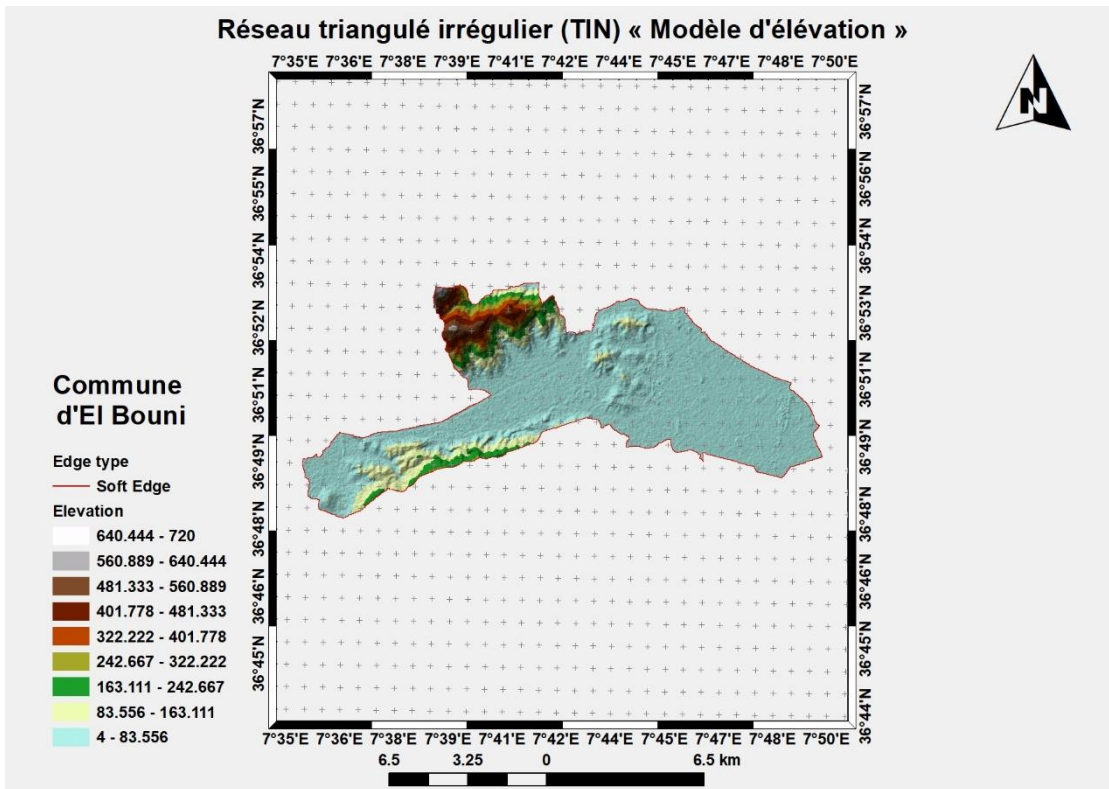 Réseau triangulé irrégulier (TIN) « Modèle d'élévation »
7°35'E 7°36'E 7°38'E 7°39'E 7°41'E 7°42'E 7°44'E 7°45'E 7°47'E 7°48'E 7°50'E
N
36°57'N
36°55'N
36°54'N
36°52'N
36°51'N
36°49'N
36°48'N
36°46'N
36°45'N
36°57'N
36°56'N
36°54'N
36°53'N
36°51'N
36°49'N
36°48'N
36°46'N
36°45'N
36°44'N
Commune
d'El Bouni
Edge type
Soft Edge
Elevation
640.444 - 720
560.889 - 640.444
481.333 - 560.889
401.778 - 481.333
322.222 - 401.778
242.667 - 322.222
163.111 - 242.667
83.556 - 163.111
4 - 83.556
7°35'E 7°36'E 7°38'E 7°39'E 7°41'E 7°42'E 7°44'E 7°45'E 7°47'E 7°48'E 7°50'E
6.5 3.25 0 6.5 km